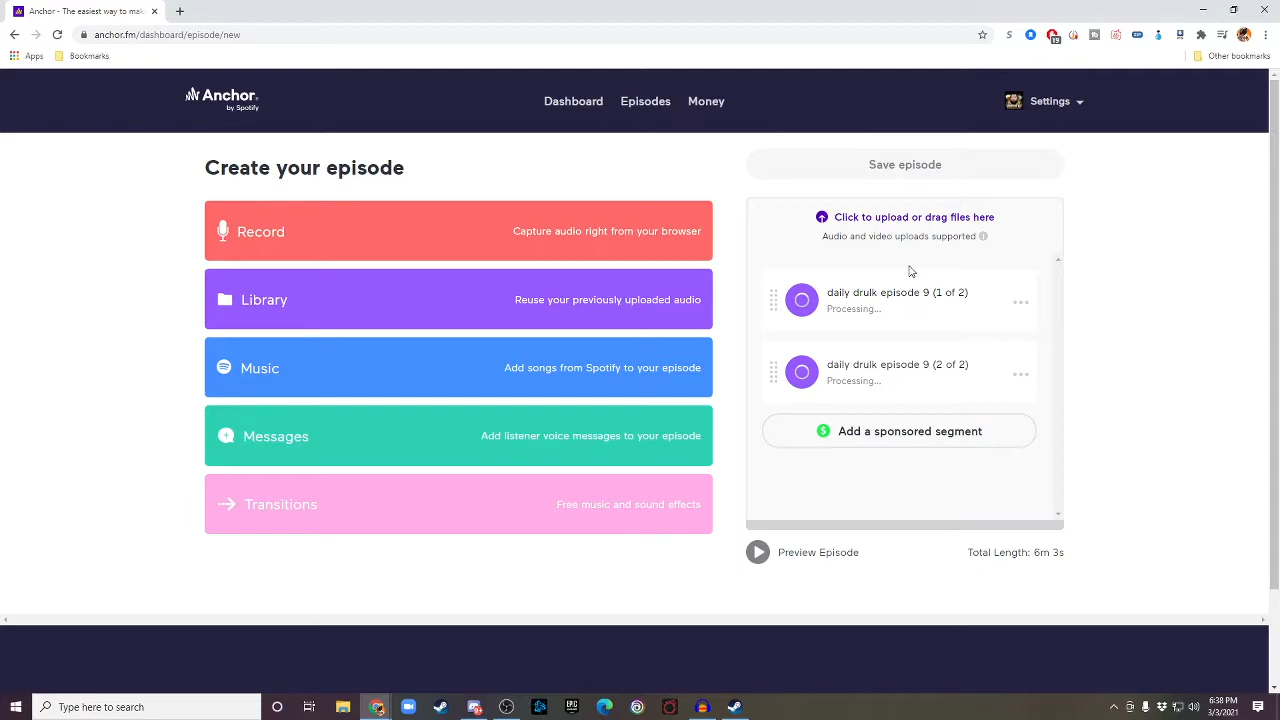 Anchor - The easiest way to mak
anchor.fm/dashboard/episode/new
Apps
Bookmarks
Other bookmarks
Anchor
by Spotify
Dashboard
Episodes
Money
Settings
Create your episode
Save episode
Record
Capture audio right from your browser
Library
Reuse your previously uploaded audio
Music
Add songs from Spotify to your episode
Messages
Add listener voice messages to your episode
Transitions
Free music and sound effects
Click to upload or drag files here
Audio and video uploads supported
daily drulk episode 9 (1 of 2)
Processing...
daily drulk episode 9 (2 of 2)
Processing...
Add a sponsored segment
Preview Episode
Total Length: 6m 3s
Type here to search
6:38 PM
3/3/2021